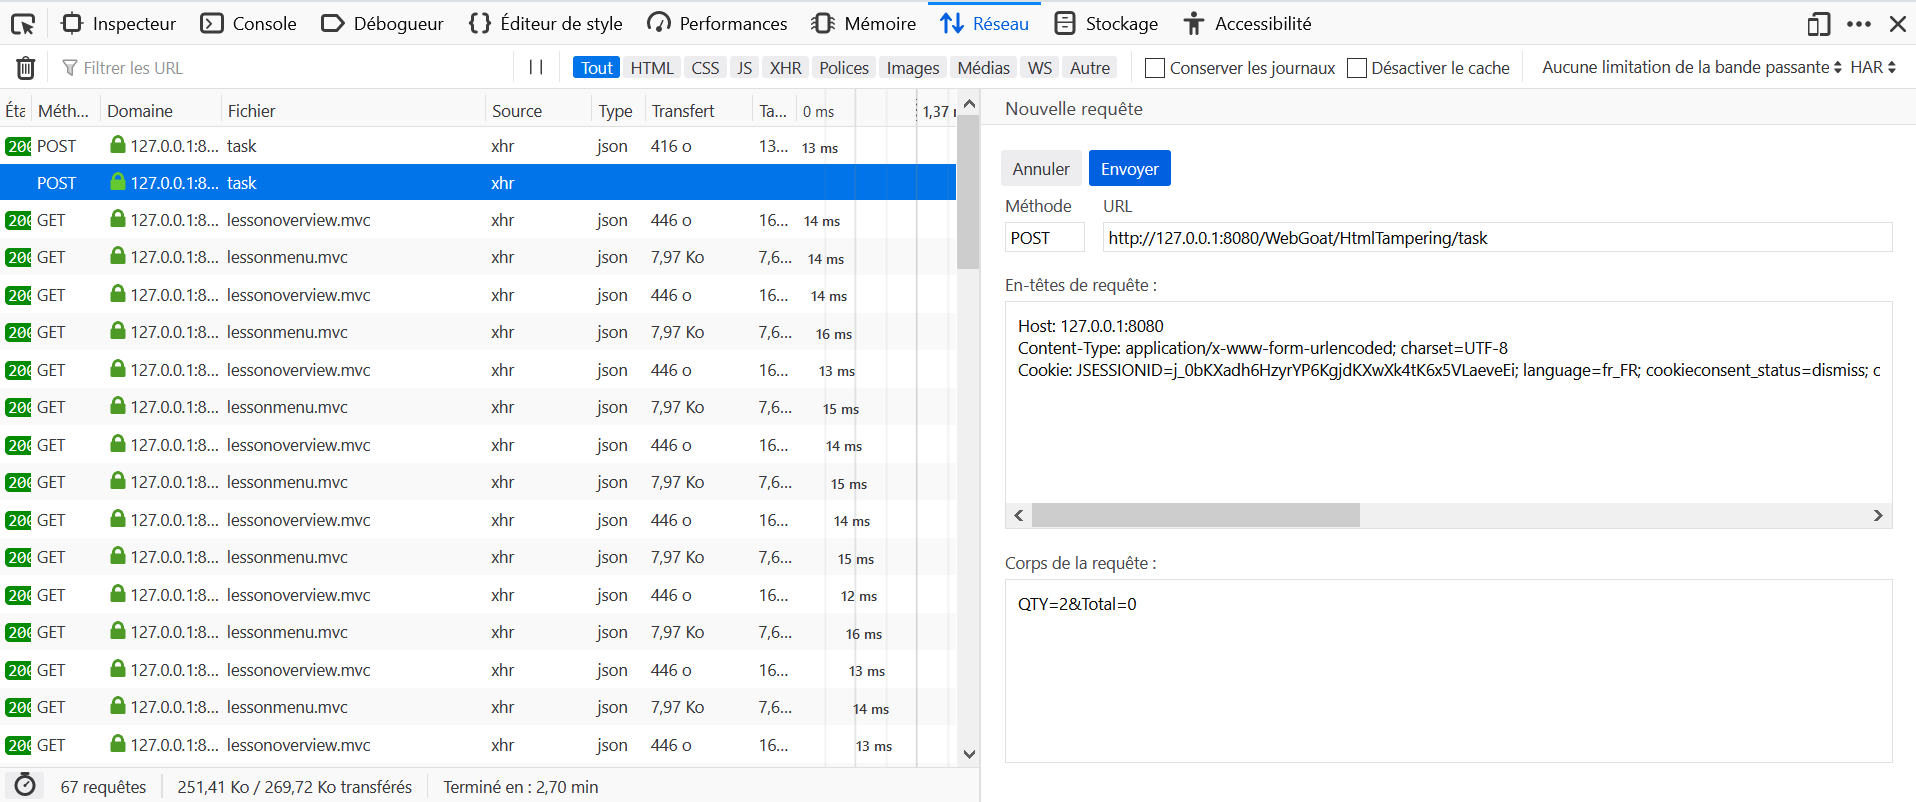 Inspecteur Console Débogueur Éditeur de style Performances Mémoire Réseau Stockage Accessibilité
Filtrer les URL Tout HTML CSS JS XHR Polices Images Médias WS Autre Conserver les journaux Désactiver le cache Aucune limitation de la bande passante HAR
Éta Méth... Domaine Fichier Source Type Transfert Ta... 0 ms 1,37 m
200 POST 127.0.0.1:8... task xhr json 416 o 13... 13 ms
POST 127.0.0.1:8... task xhr
200 GET 127.0.0.1:8... lessonoverview.mvc xhr json 446 o 16... 14 ms
200 GET 127.0.0.1:8... lessonmenu.mvc xhr json 7,97 Ko 7,6... 14 ms
200 GET 127.0.0.1:8... lessonoverview.mvc xhr json 446 o 16... 14 ms
200 GET 127.0.0.1:8... lessonmenu.mvc xhr json 7,97 Ko 7,6... 16 ms
200 GET 127.0.0.1:8... lessonoverview.mvc xhr json 446 o 16... 13 ms
200 GET 127.0.0.1:8... lessonmenu.mvc xhr json 7,97 Ko 7,6... 15 ms
200 GET 127.0.0.1:8... lessonoverview.mvc xhr json 446 o 16... 14 ms
200 GET 127.0.0.1:8... lessonmenu.mvc xhr json 7,97 Ko 7,6... 15 ms
200 GET 127.0.0.1:8... lessonoverview.mvc xhr json 446 o 16... 14 ms
200 GET 127.0.0.1:8... lessonmenu.mvc xhr json 7,97 Ko 7,6... 15 ms
200 GET 127.0.0.1:8... lessonoverview.mvc xhr json 446 o 16... 12 ms
200 GET 127.0.0.1:8... lessonmenu.mvc xhr json 7,97 Ko 7,6... 16 ms
200 GET 127.0.0.1:8... lessonoverview.mvc xhr json 446 o 16... 13 ms
200 GET 127.0.0.1:8... lessonmenu.mvc xhr json 7,97 Ko 7,6... 14 ms
200 GET 127.0.0.1:8... lessonoverview.mvc xhr json 446 o 16... 13 ms
67 requêtes 251,41 Ko / 269,72 Ko transférés Terminé en : 2,70 min
Nouvelle requête
Annuler Envoyer
Méthode URL
POST http://127.0.0.1:8080/WebGoat/HtmlTampering/task
En-têtes de requête :
Host: 127.0.0.1:8080
Content-Type: application/x-www-form-urlencoded; charset=UTF-8
Cookie: JSESSIONID=j_0bKXadh6HzyrYP6KgjdKXwXk4tK6x5VLaeveEi; language=fr_FR; cookieconsent_status=dismiss; c
Corps de la requête :
QTY=2&Total=0